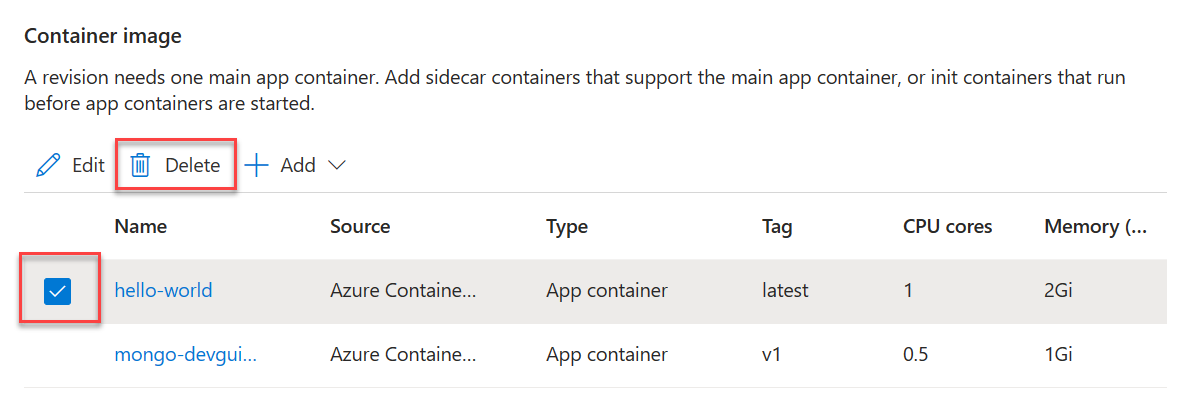 Container image
A revision needs one main app container. Add sidecar containers that support the main app container, or init containers that run
before app containers are started.
Edit Delete Add
Name Source Type Tag CPU cores Memory (...
hello-world Azure Containe... App container latest 1 2Gi
mongo-devgui... Azure Containe... App container v1 0.5 1Gi